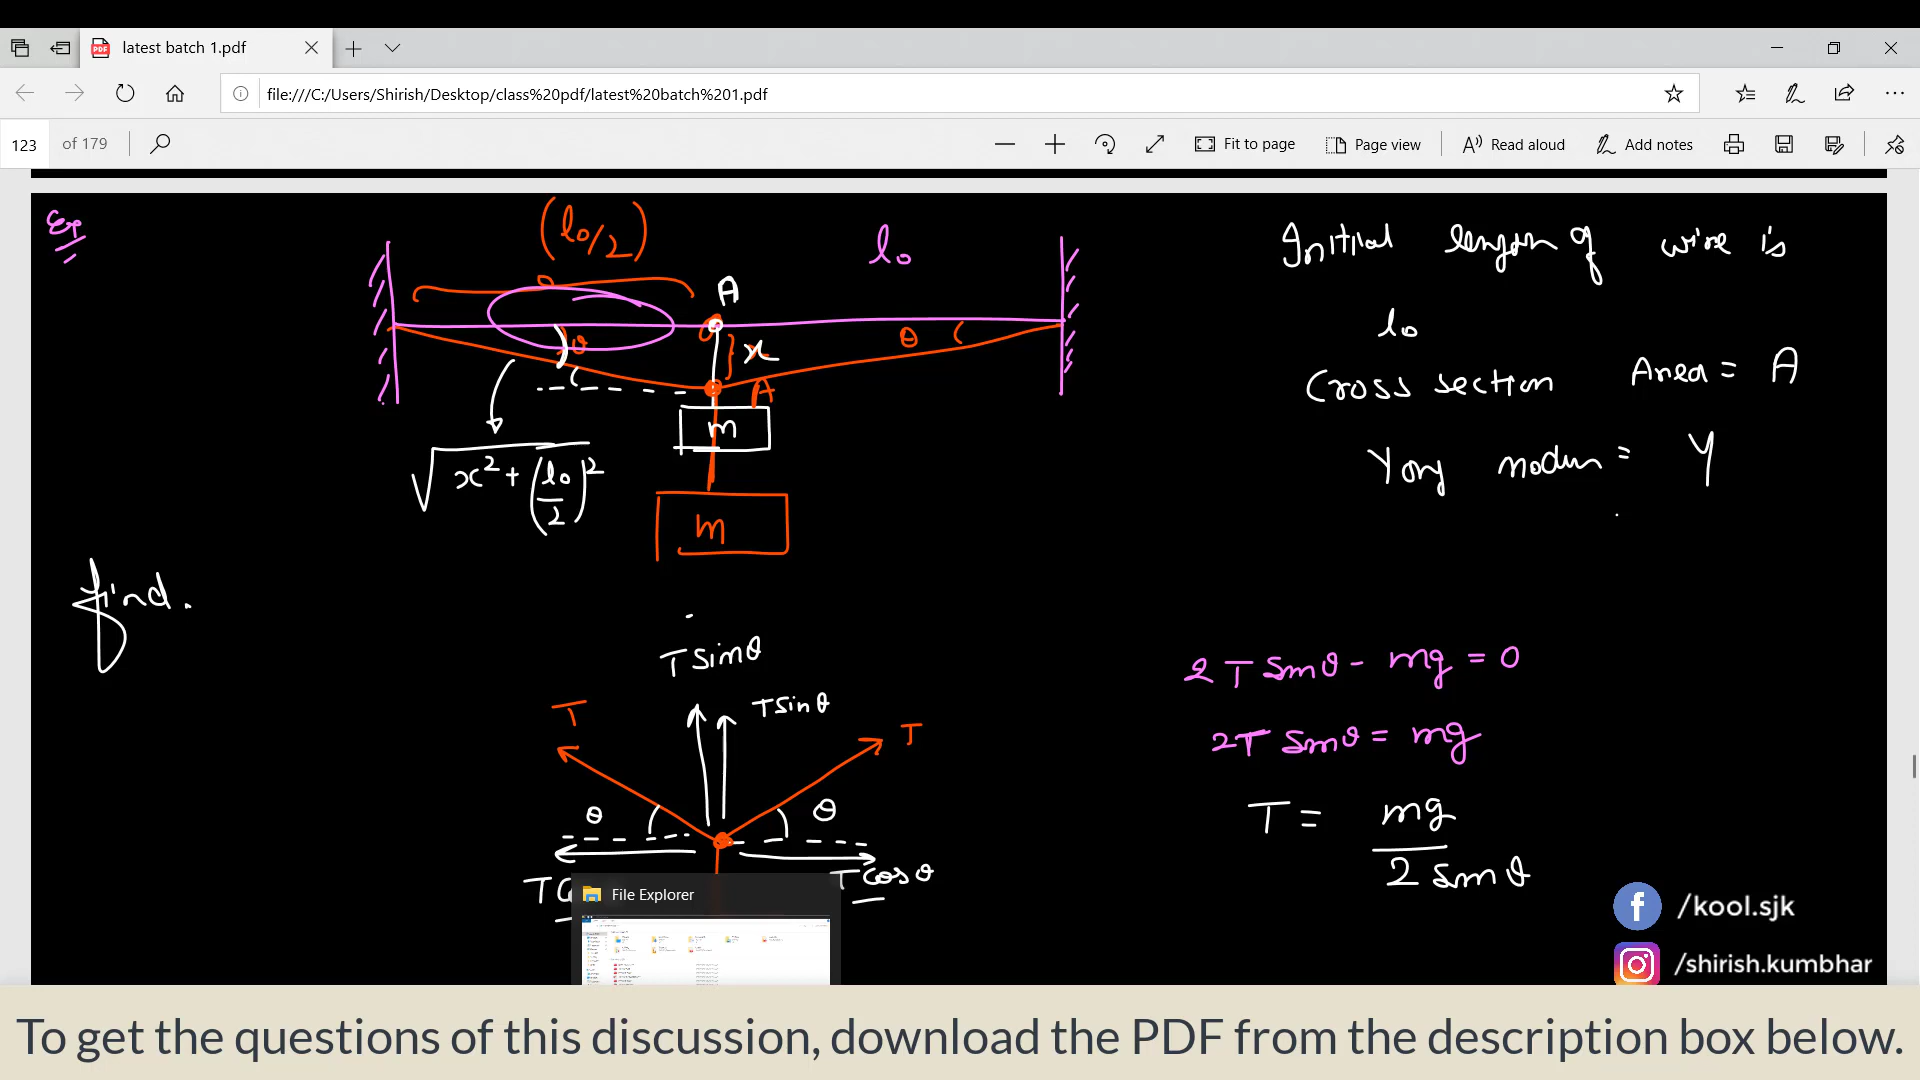 latest batch 1.pdf
file:///C:/Users/Shirish/Desktop/class%20pdf/latest%20batch%201.pdf
123 of 179
Fit to page
Page view
Read aloud
Add notes
Ex
(l₀/2)
l₀
A
θ
θ
x
A
m
√x² + (l₀/2)²
m
Initial length of wire is
l₀
Cross section Area = A
Yong modu = Y
find.
T sinθ
T sinθ
T
T
θ
θ
T cosθ
2T sinθ - mg = 0
2T sinθ = mg
T = mg / 2 sinθ
File Explorer
/kool.sjk
/shirish.kumbhar
To get the questions of this discussion, download the PDF from the description box below.